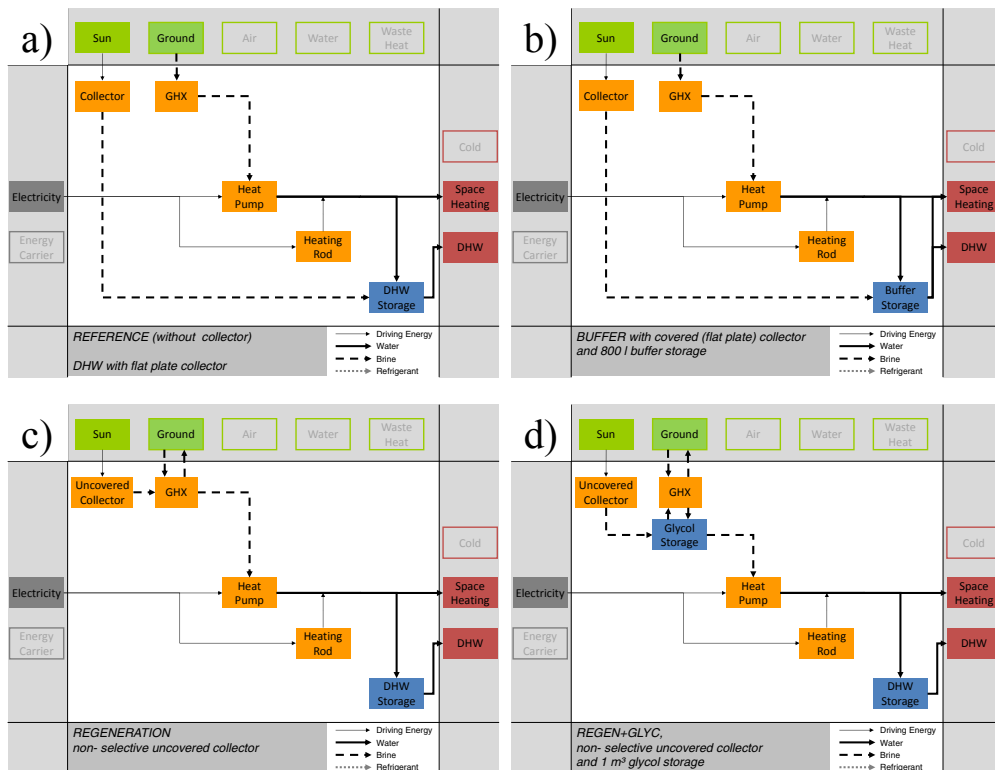 a)
Sun
Ground
Air
Water
Waste
Heat
Collector
GHX
Cold
Electricity
Heat
Pump
Space
Heating
Energy
Carrier
Heating
Rod
DHW
DHW
Storage
REFERENCE (without collector)
DHW with flat plate collector
Driving Energy
Water
Brine
Refrigerant
b)
Sun
Ground
Air
Water
Waste
Heat
Collector
GHX
Cold
Electricity
Heat
Pump
Space
Heating
Energy
Carrier
Heating
Rod
DHW
Buffer
Storage
BUFFER with covered (flat plate) collector
and 800 l buffer storage
Driving Energy
Water
Brine
Refrigerant
c)
Sun
Ground
Air
Water
Waste
Heat
Uncovered
Collector
GHX
Cold
Electricity
Heat
Pump
Space
Heating
Energy
Carrier
Heating
Rod
DHW
DHW
Storage
REGENERATION
non- selective uncovered collector
Driving Energy
Water
Brine
Refrigerant
d)
Sun
Ground
Air
Water
Waste
Heat
Uncovered
Collector
GHX
Glycol
Storage
Cold
Electricity
Heat
Pump
Space
Heating
Energy
Carrier
Heating
Rod
DHW
DHW
Storage
REGEN+GLYC,
non- selective uncovered collector
and 1 m³ glycol storage
Driving Energy
Water
Brine
Refrigerant